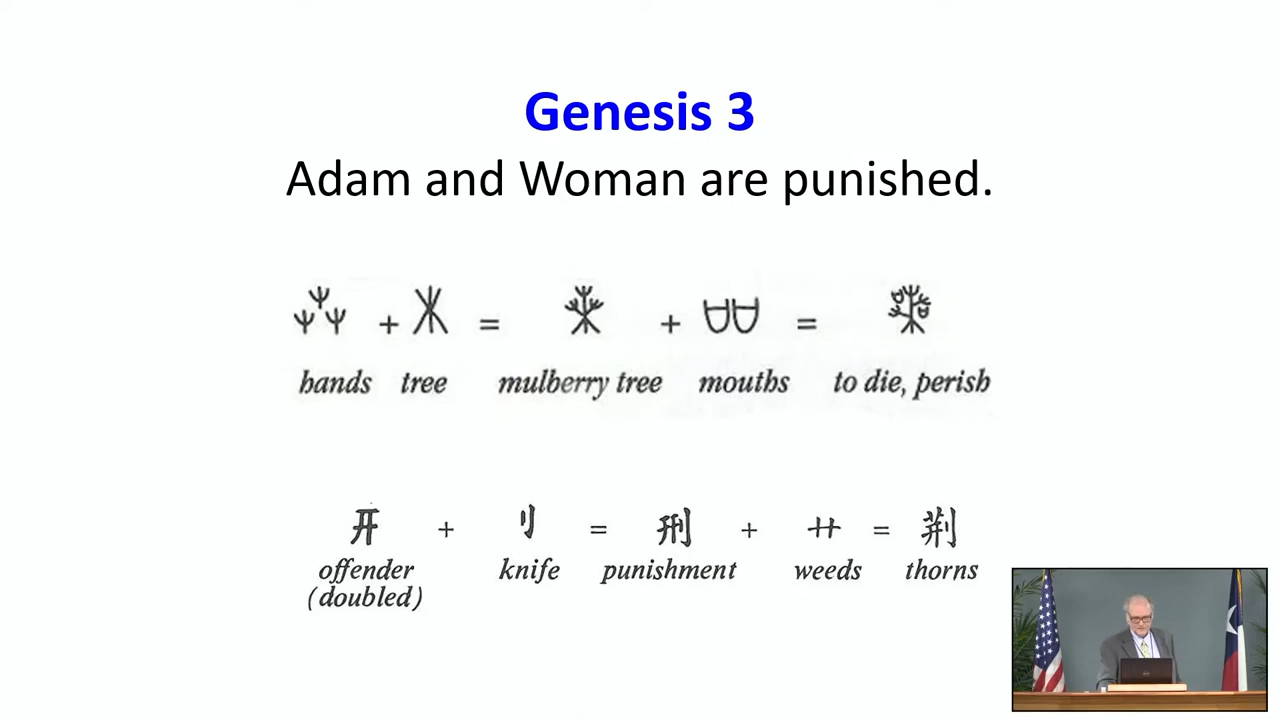 Genesis 3
Adam and Woman are punished.
+ = + =
hands tree mulberry tree mouths to die, perish
开 + 刂 = 刑 + 艹 = 荆
offender knife punishment weeds thorns
(doubled)